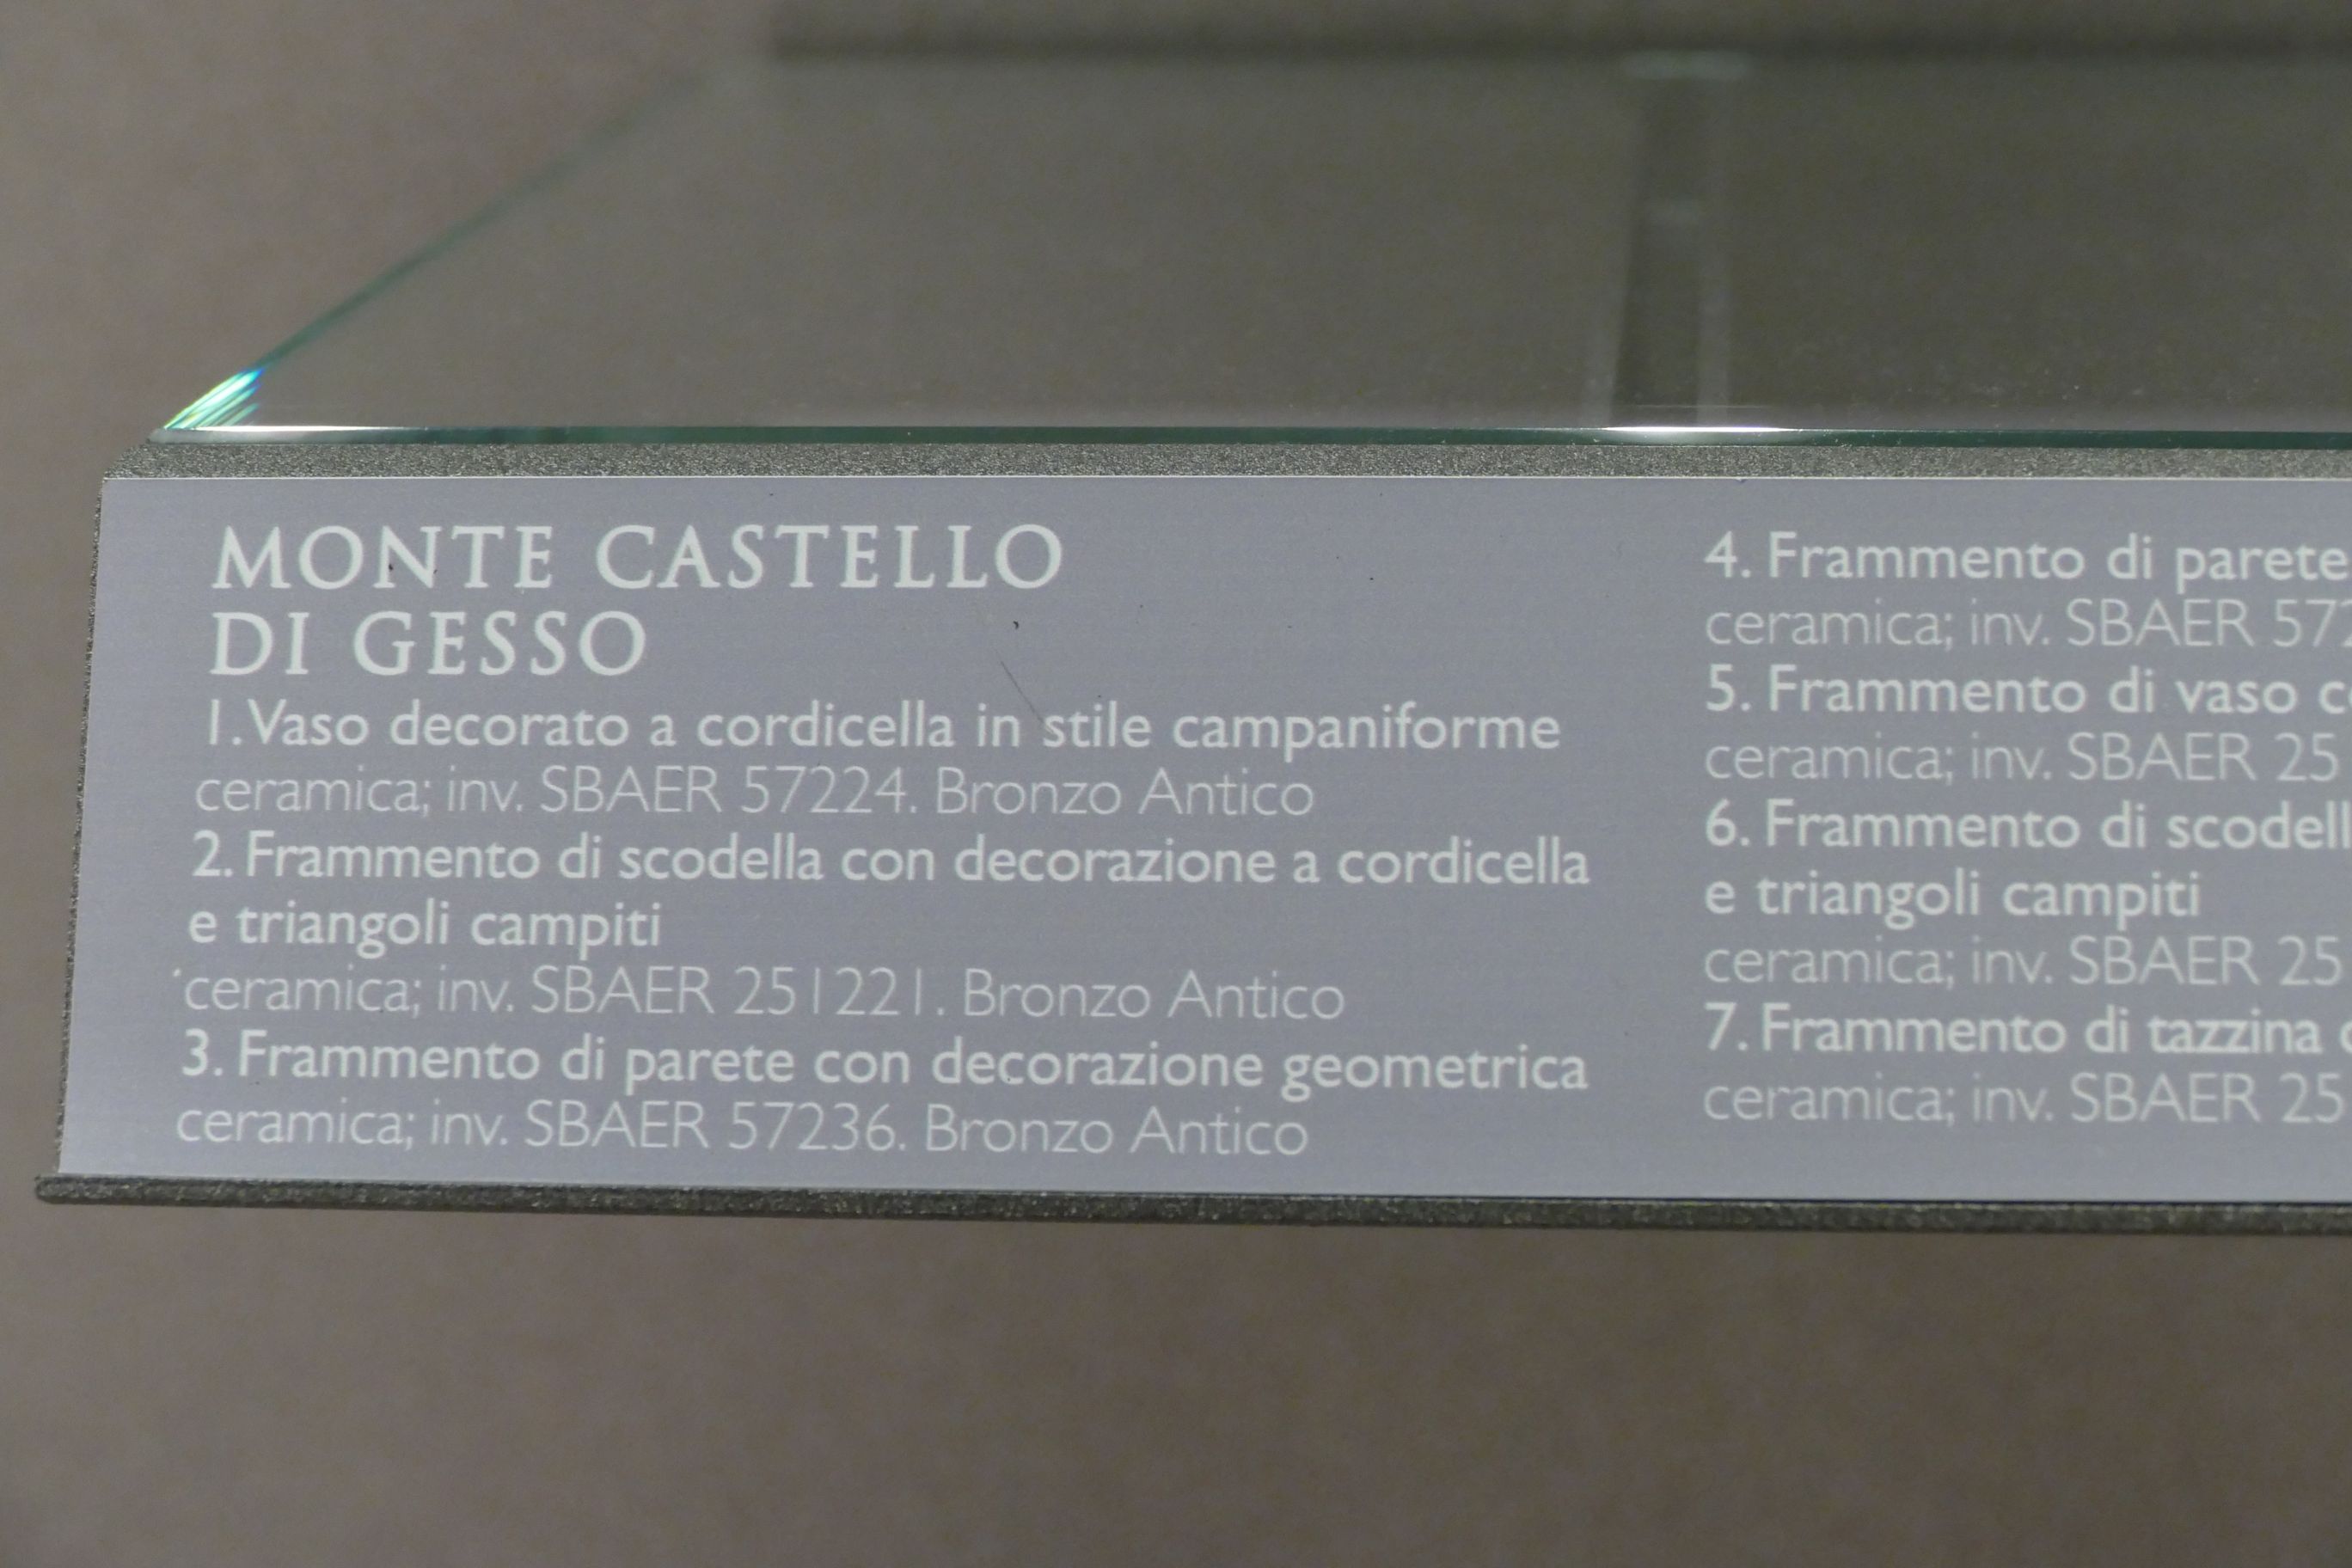 MONTE CASTELLO
DI GESSO
1. Vaso decorato a cordicella in stile campaniforme
ceramica; inv. SBAER 57224. Bronzo Antico
2. Frammento di scodella con decorazione a cordicella
e triangoli campiti
ceramica; inv. SBAER 251221. Bronzo Antico
3. Frammento di parete con decorazione geometrica
ceramica; inv. SBAER 57236. Bronzo Antico
4. Frammento di parete
ceramica; inv. SBAER 572
5. Frammento di vaso c
ceramica; inv. SBAER 25
6. Frammento di scodell
e triangoli campiti
ceramica; inv. SBAER 25
7. Frammento di tazzina
ceramica; inv. SBAER 25